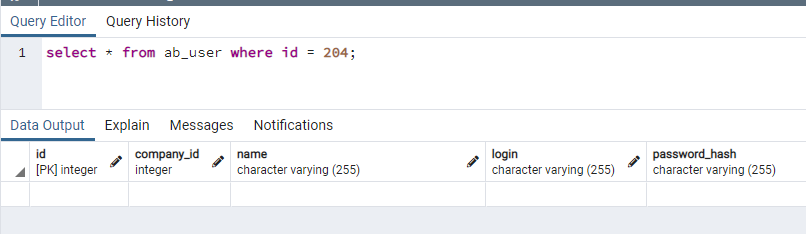 Query Editor Query History
1 select * from ab_user where id = 204;
Data Output Explain Messages Notifications
id company_id name login password_hash
[PK] integer integer character varying (255) character varying (255) character varying (255)